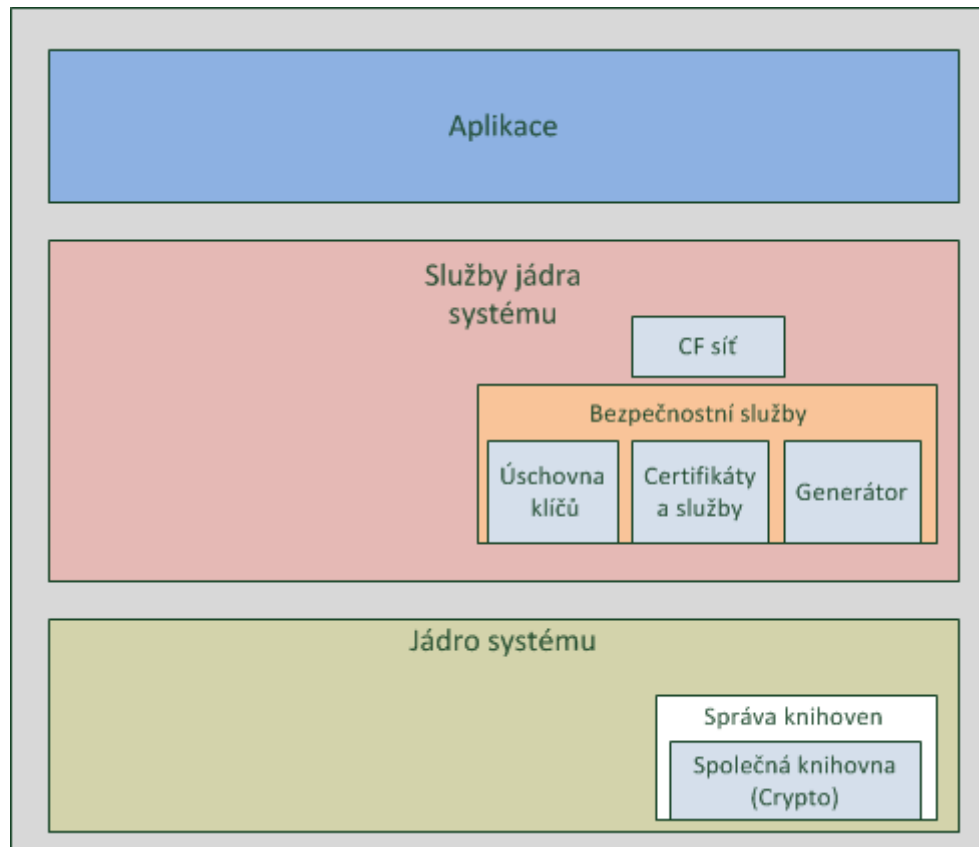 Aplikace
Služby jádra
systému
CF síť
Bezpečnostní služby
Úschovna
klíčů
Certifikáty
a služby
Generátor
Jádro systému
Správa knihoven
Společná knihovna
(Crypto)